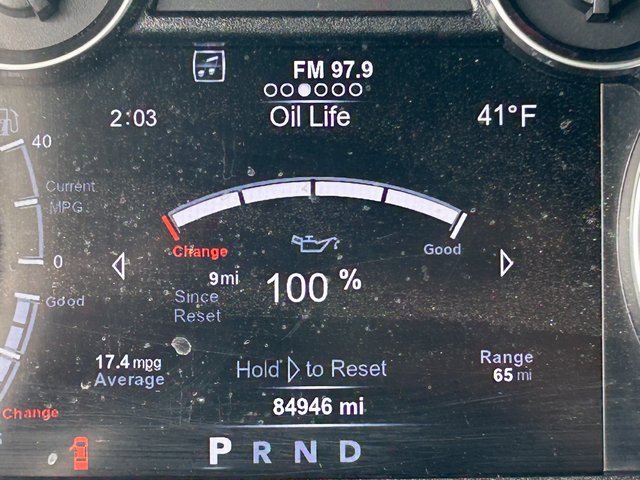 FM 97.9
2:03
Oil Life
41°F
40
Current
MPG
0
Change
Good
9mi
Since
Reset
100 %
Good
17.4 mpg
Average
Hold ▷ to Reset
Range
65 mi
Change
84946 mi
P R N D